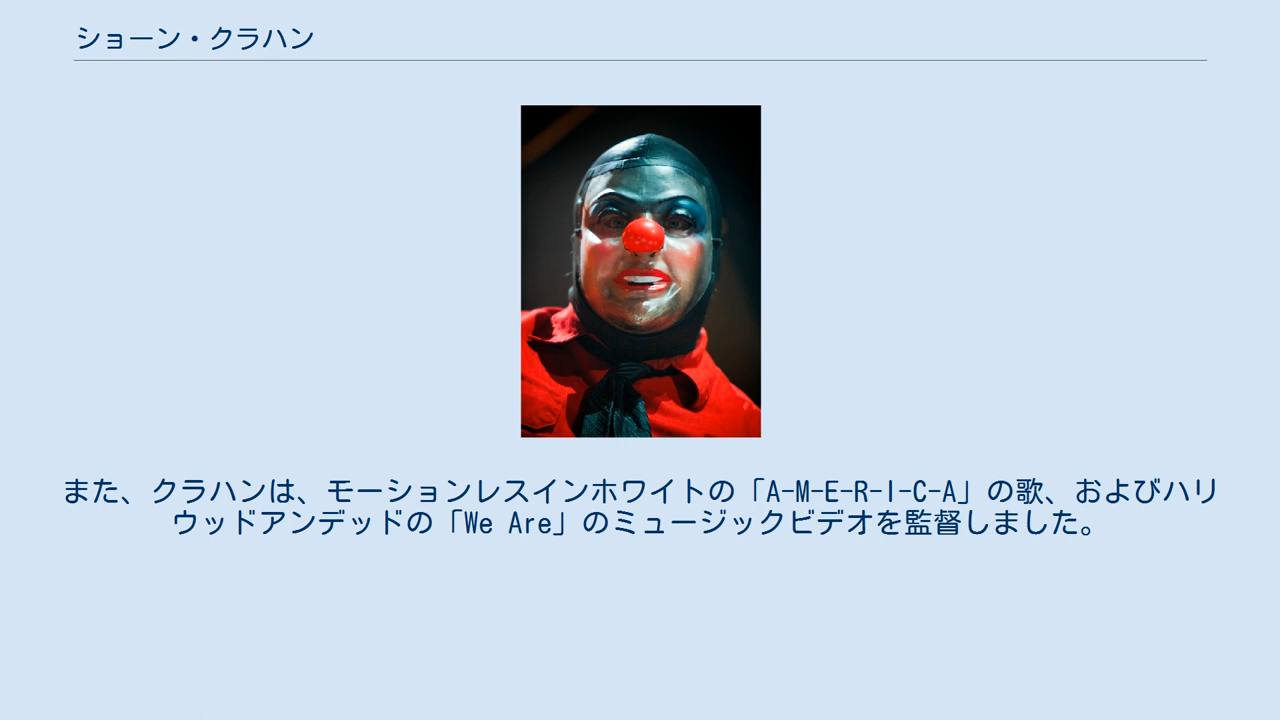 ショーン・クラハン
また、クラハンは、モーションレスインホワイトの「A-M-E-R-I-C-A」の歌、およびハリ
ウッドアンデッドの「We Are」のミュージックビデオを監督しました。